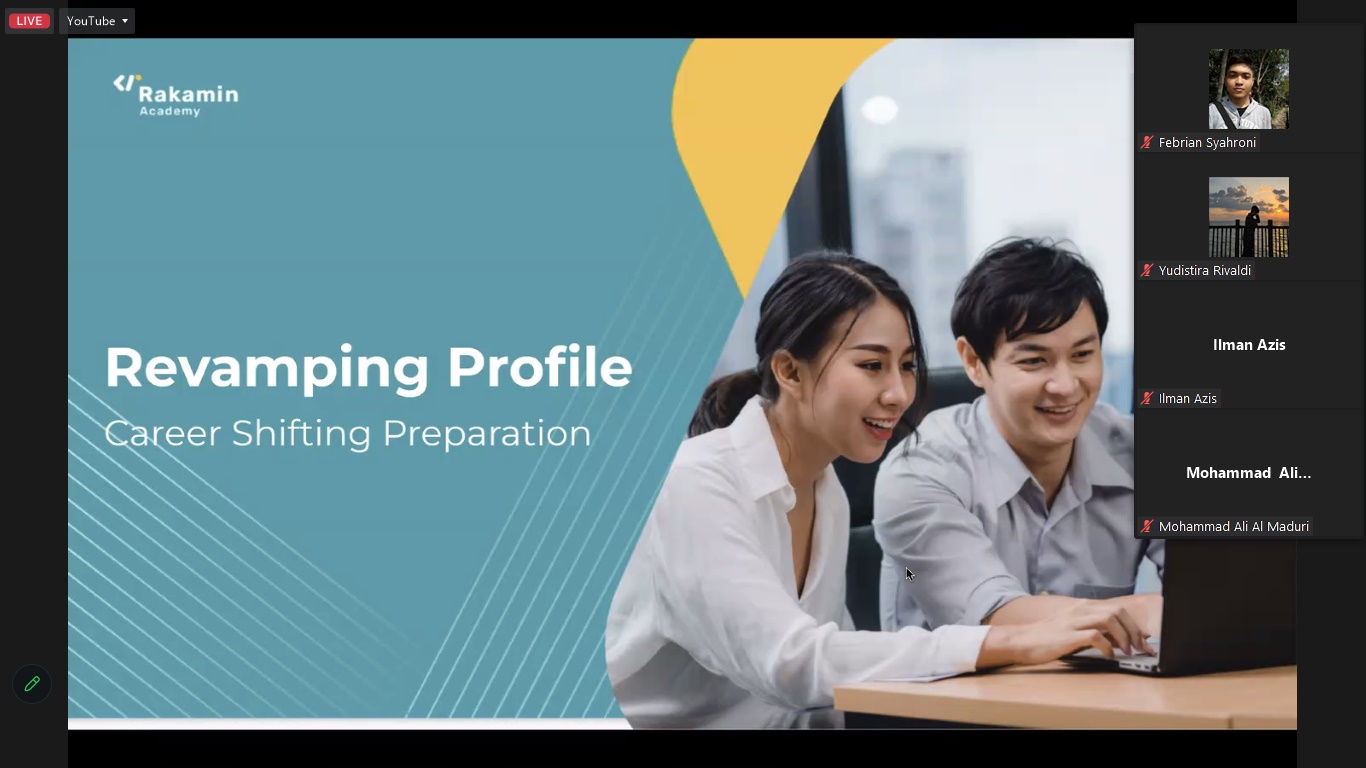 LIVE
YouTube
Rakamin
Academy
Revamping Profile
Career Shifting Preparation
Febrian Syahroni
Yudistira Rivaldi
Ilman Azis
Ilman Azis
Mohammad Ali...
Mohammad Ali Al Maduri